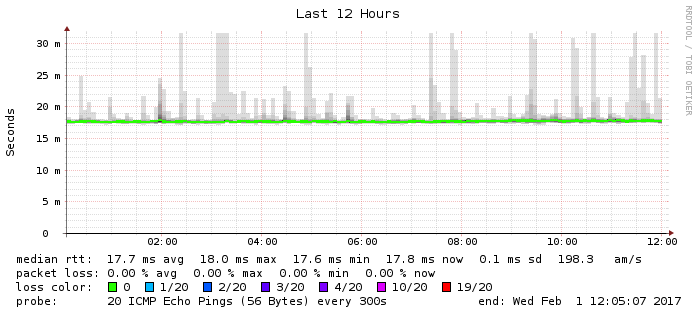 Last 12 Hours
RRDTOOL / TOBI OETIKER
Seconds
30 m
25 m
20 m
15 m
10 m
5 m
0
02:00 04:00 06:00 08:00 10:00 12:00
median rtt: 17.7 ms avg 18.0 ms max 17.6 ms min 17.8 ms now 0.1 ms sd 198.3 am/s
packet loss: 0.00 % avg 0.00 % max 0.00 % min 0.00 % now
loss color: 0 1/20 2/20 3/20 4/20 10/20 19/20
probe: 20 ICMP Echo Pings (56 Bytes) every 300s end: Wed Feb 1 12:05:07 2017